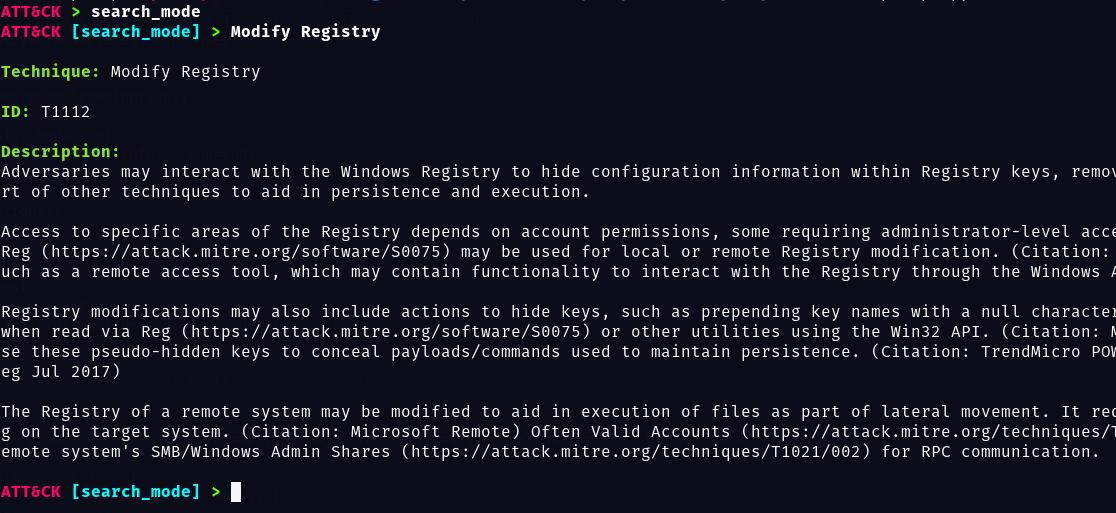 ATT&CK > search_mode
ATT&CK [search_mode] > Modify Registry
Technique: Modify Registry
ID: T1112
Description:
Adversaries may interact with the Windows Registry to hide configuration information within Registry keys,
rt of other techniques to aid in persistence and execution.
Access to specific areas of the Registry depends on account permissions, some requiring administrator-level
Reg (https://attack.mitre.org/software/S0075) may be used for local or remote Registry modification. (Citation:
uch as a remote access tool, which may contain functionality to interact with the Registry through the Windows
Registry modifications may also include actions to hide keys, such as prepending key names with a null
when read via Reg (https://attack.mitre.org/software/S0075) or other utilities using the Win32 API. (Citation:
se these pseudo-hidden keys to conceal payloads/commands used to maintain persistence. (Citation: TrendMicro
eg Jul 2017)
The Registry of a remote system may be modified to aid in execution of files as part of lateral movement. It
g on the target system. (Citation: Microsoft Remote) Often Valid Accounts (https://attack.mitre.org/techniques/
emote system's SMB/Windows Admin Shares (https://attack.mitre.org/techniques/T1021/002) for RPC communication.
ATT&CK [search_mode] >